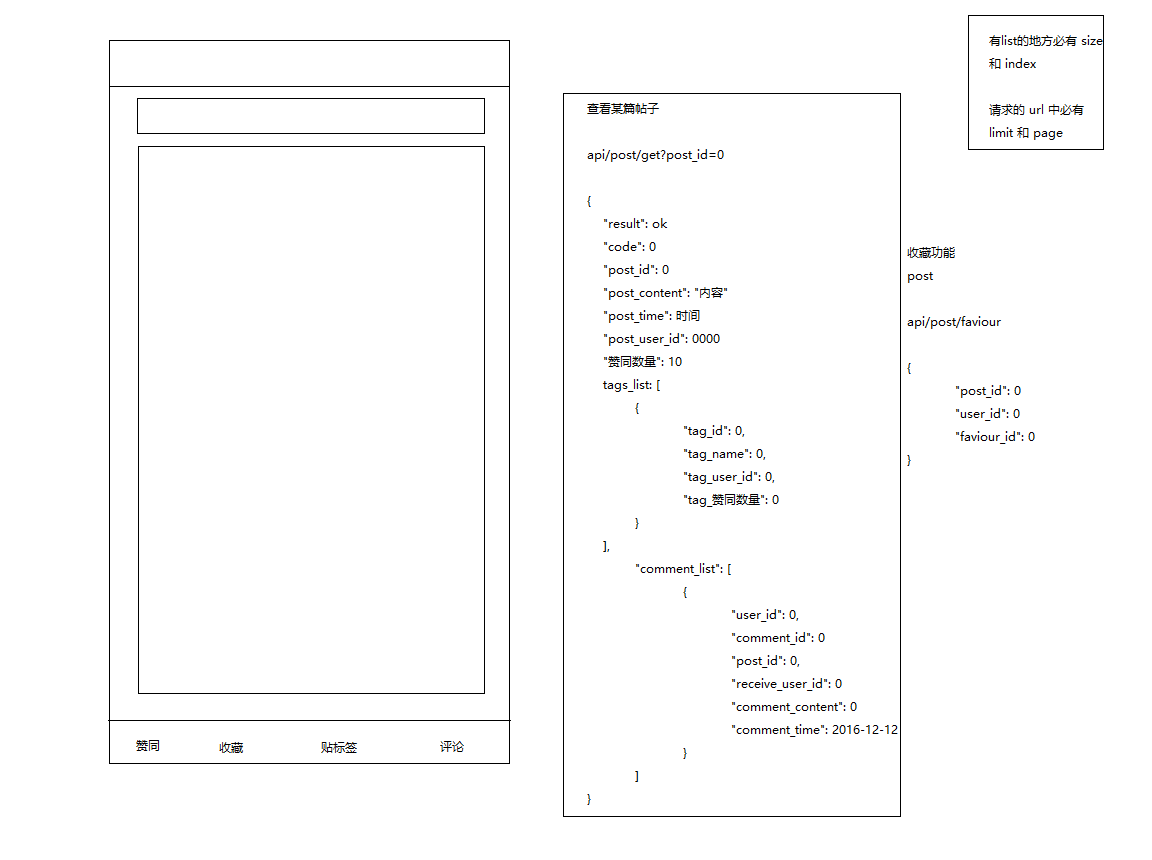 赞同
收藏
贴标签
评论
查看某篇帖子
api/post/get?post_id=0
{
"result": ok
"code": 0
"post_id": 0
"post_content": "内容"
"post_time": 时间
"post_user_id": 0000
"赞同数量": 10
tags_list: [
{
"tag_id": 0,
"tag_name": 0,
"tag_user_id": 0,
"tag_赞同数量": 0
}
],
"comment_list": [
{
"user_id": 0,
"comment_id": 0
"post_id": 0,
"receive_user_id": 0
"comment_content": 0
"comment_time": 2016-12-12
}
]
}
有list的地方必有 size
和 index
请求的 url 中必有
limit 和 page
收藏功能
post
api/post/faviour
{
"post_id": 0
"user_id": 0
"faviour_id": 0
}